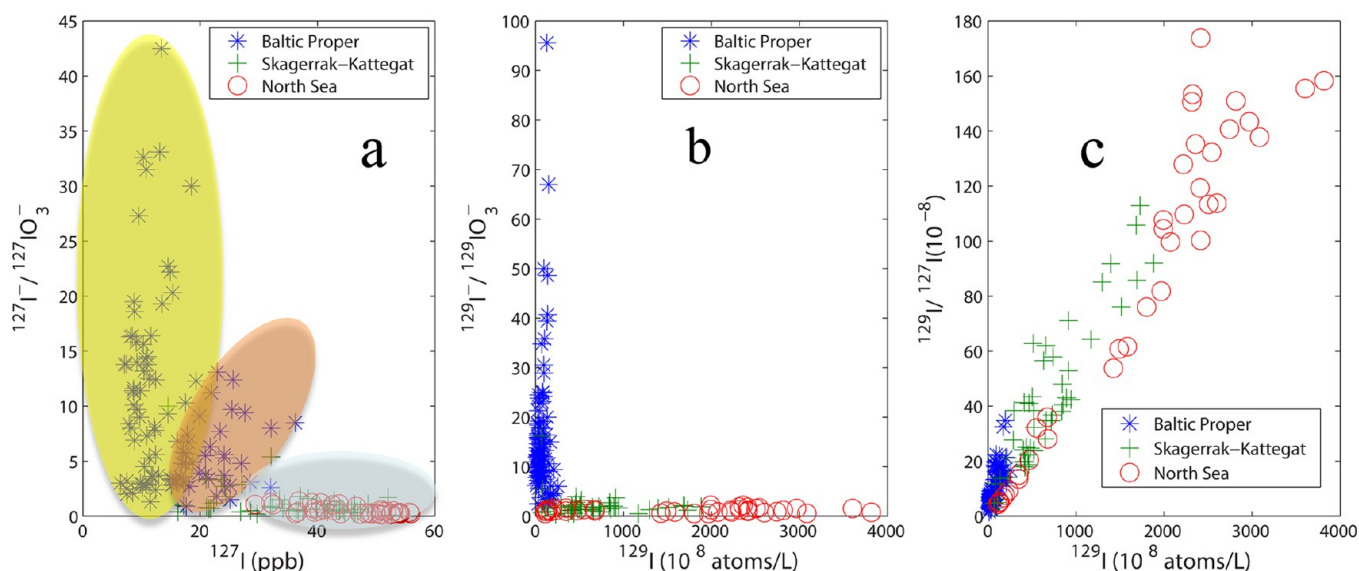 45
40
35
30
25
20
15
10
5
0
0 20 40 60
¹²⁷I⁻/ ¹²⁷IO₃⁻
¹²⁷I (ppb)
Baltic Proper
Skagerrak–Kattegat
North Sea
a
100
90
80
70
60
50
40
30
20
10
0
0 1000 2000 3000 4000
¹²⁹I⁻/ ¹²⁹IO₃⁻
¹²⁹I (10⁸ atoms/L)
Baltic Proper
Skagerrak–Kattegat
North Sea
b
180
160
140
120
100
80
60
40
20
0
0 1000 2000 3000 4000
¹²⁹I/ ¹²⁷I(10⁻⁸)
¹²⁹I (10⁸ atoms/L)
c
Baltic Proper
Skagerrak–Kattegat
North Sea